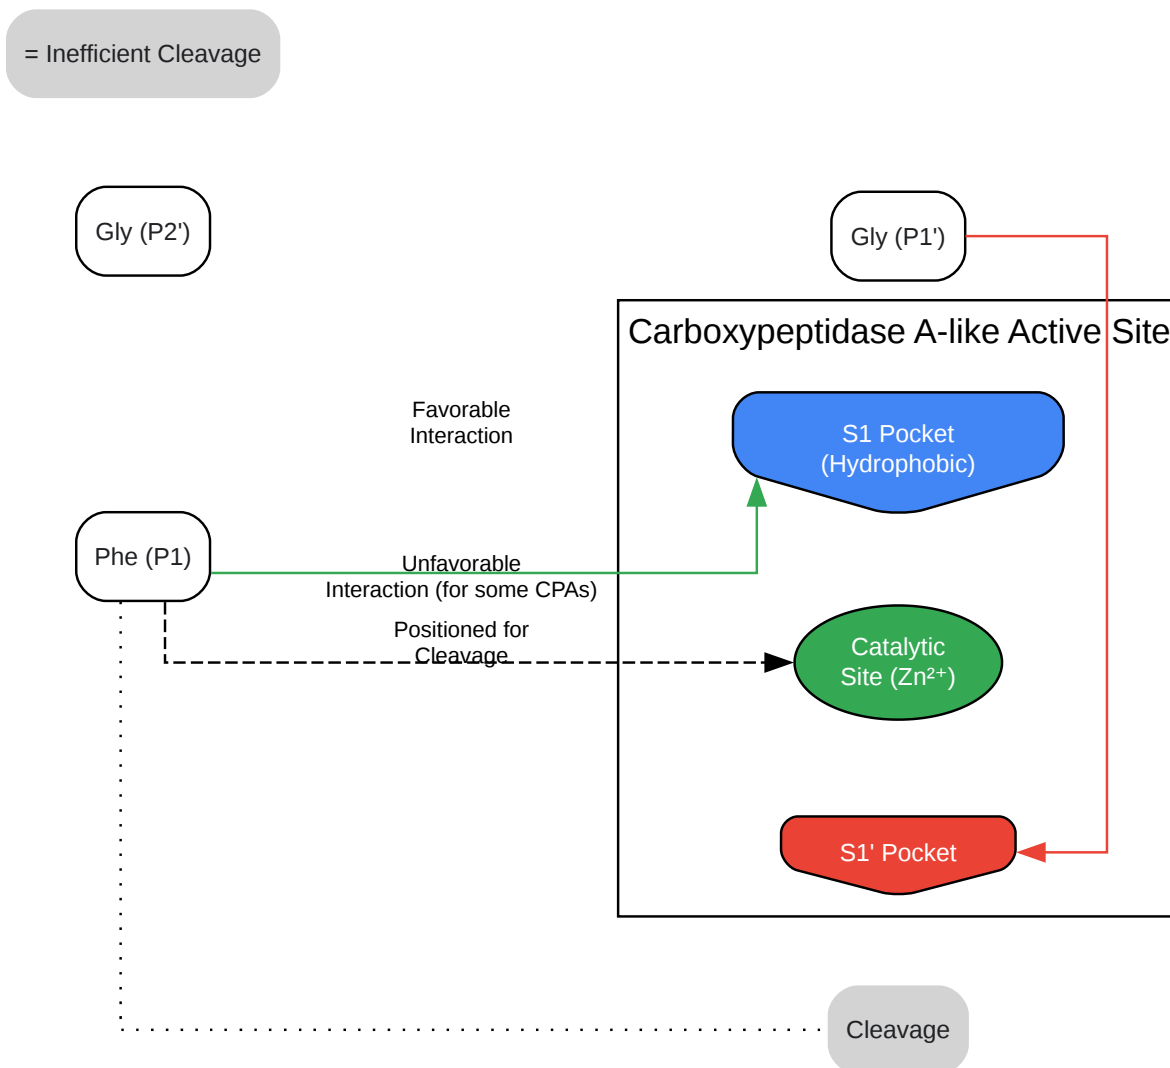 = Inefficient Cleavage
Gly (P2')
Gly (P1')
Carboxypeptidase A-like Active Site
Favorable
Interaction
S1 Pocket
(Hydrophobic)
Phe (P1)
Unfavorable
Interaction (for some CPAs)
Positioned for
Cleavage
Catalytic
Site (Zn²⁺)
S1' Pocket
Cleavage